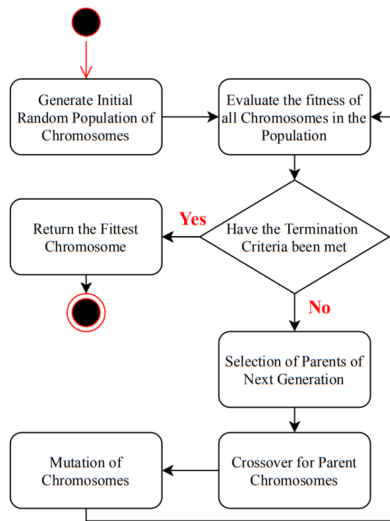 Generate Initial
Random Population of
Chromosomes
Evaluate the fitness of
all Chromosomes in the
Population
Have the Termination
Criteria been met
Yes
Return the Fittest
Chromosome
No
Selection of Parents of
Next Generation
Crossover for Parent
Chromosomes
Mutation of
Chromosomes